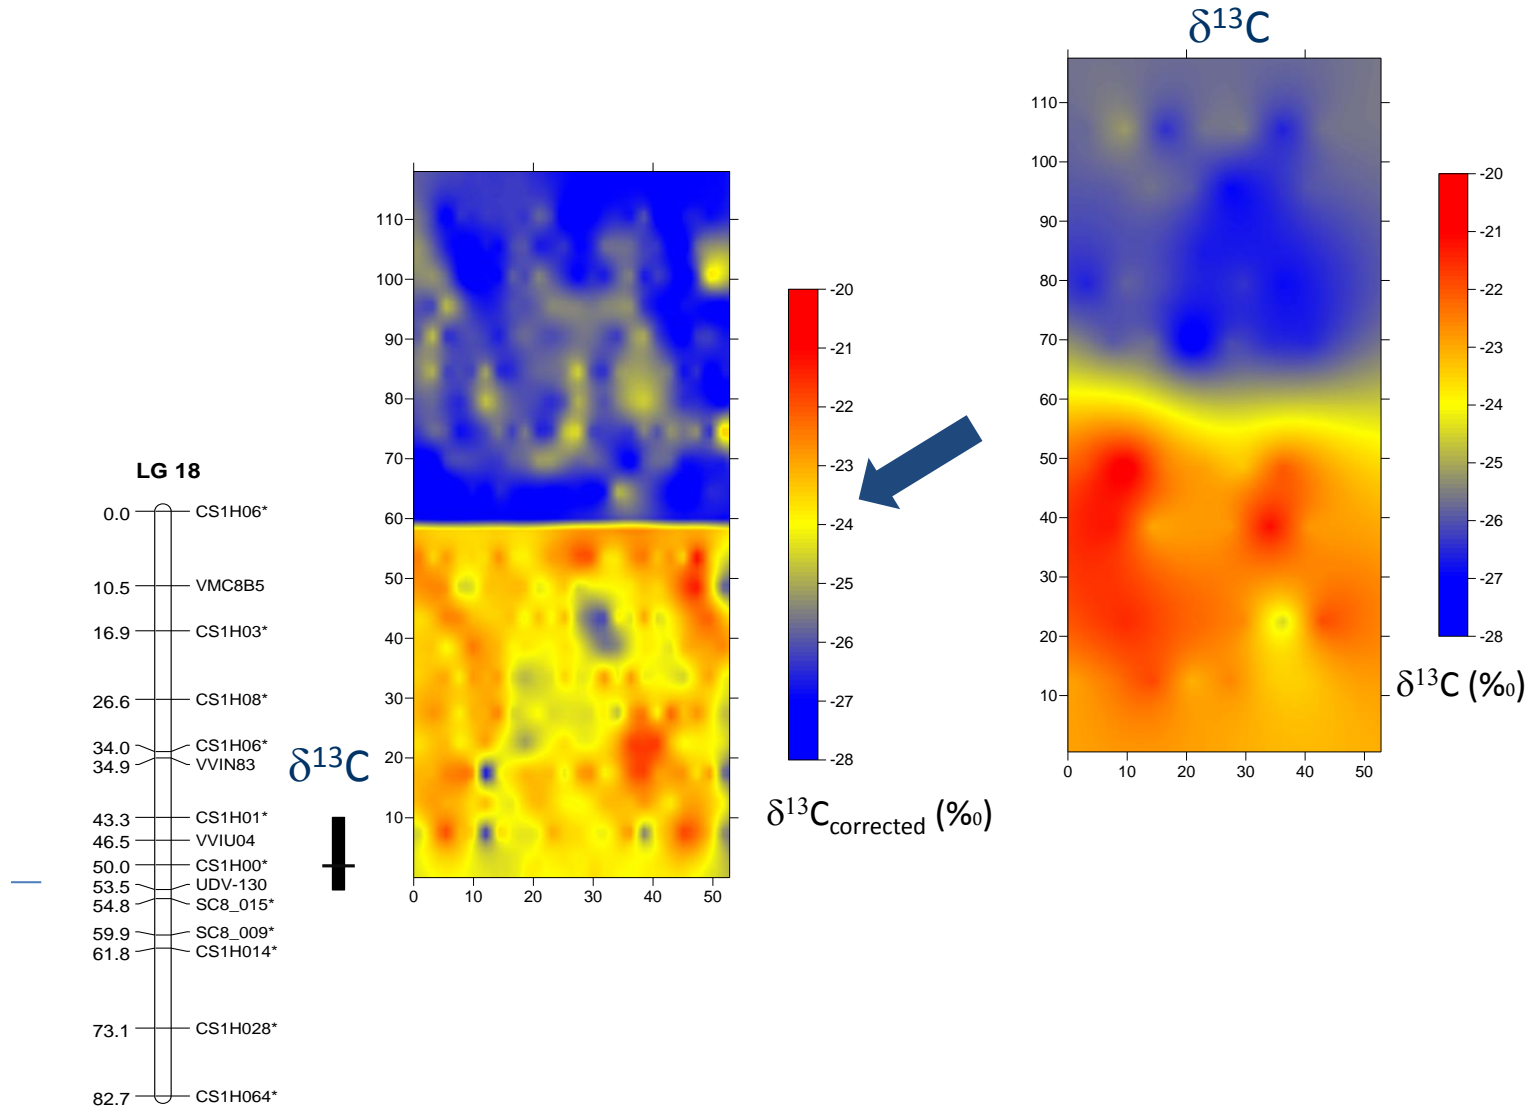 LG 18
0.0 CS1H06*
10.5 VMC8B5
16.9 CS1H03*
26.6 CS1H08*
34.0 CS1H06*
34.9 VVIN83
43.3 CS1H01*
46.5 VVIU04
50.0 CS1H00*
53.5 UDV-130
54.8 SC8_015*
59.9 SC8_009*
61.8 CS1H014*
73.1 CS1H028*
82.7 CS1H064*
δ13C
110
100
90
80
70
60
50
40
30
20
10
0 10 20 30 40 50
-20
-21
-22
-23
-24
-25
-26
-27
-28
δ13Ccorrected (‰)
δ13C
110
100
90
80
70
60
50
40
30
20
10
0 10 20 30 40 50
-20
-21
-22
-23
-24
-25
-26
-27
-28
δ13C (‰)